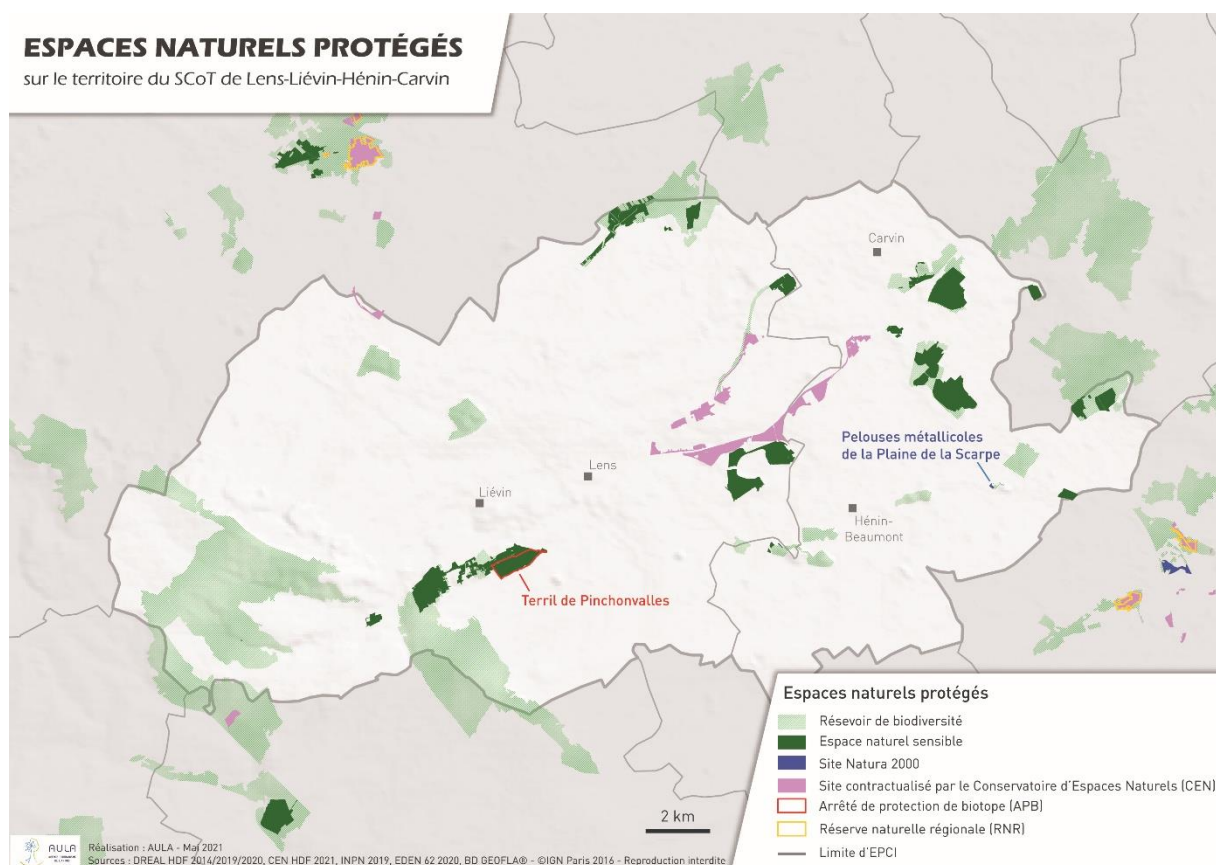 ESPACES NATURELS PROTÉGÉS
sur le territoire du SCoT de Lens-Liévin-Hénin-Carvin
Carvin
Pelouses métallicoles
de la Plaine de la Scarpe
Lens
Liévin
Hénin-
Beaumont
Terril de Pinchonvalles
Espaces naturels protégés
Résevoir de biodiversité
Espace naturel sensible
Site Natura 2000
Site contractualisé par le Conservatoire d'Espaces Naturels (CEN)
Arrêté de protection de biotope (APB)
Réserve naturelle régionale (RNR)
Limite d'EPCI
2 km
AULA
Réalisation : AULA - Mai 2021
Sources : DREAL HDF 2014/2019/2020, CEN HDF 2021, INPN 2019, EDEN 62 2020, BD GEOFLA® - ©IGN Paris 2016 - Reproduction interdite